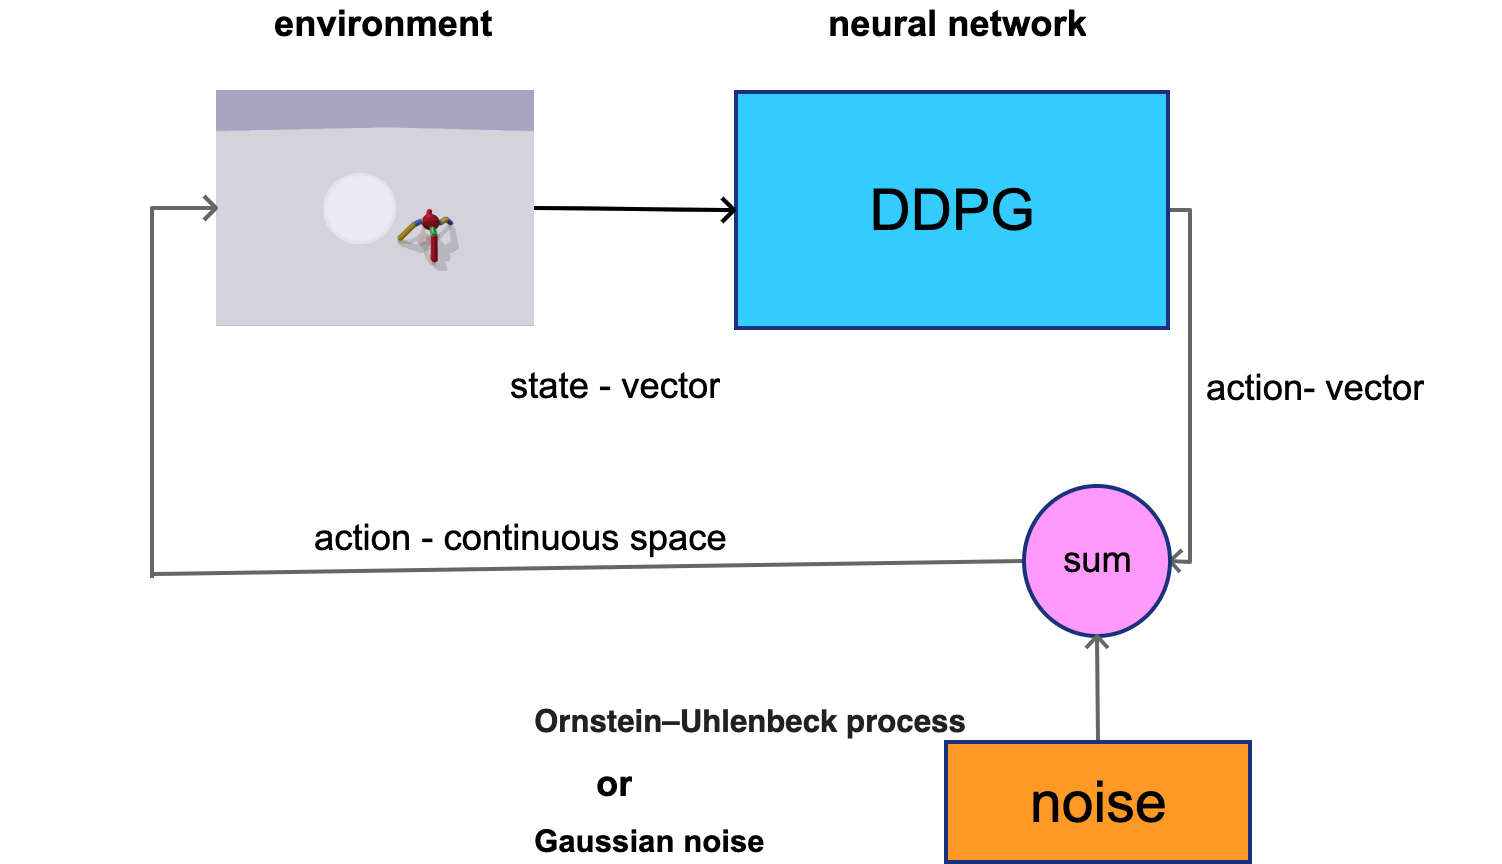 environment
neural network
DDPG
state - vector
action- vector
action - continuous space
sum
Ornstein–Uhlenbeck process
or
Gaussian noise
noise